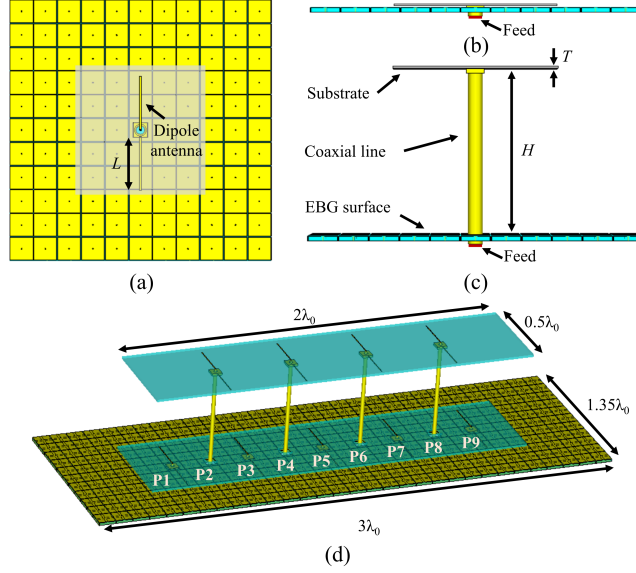 L
Dipole
antenna
(a)
(b)
Feed
T
Substrate
Coaxial line
H
EBG surface
Feed
(c)
2λ₀
0.5λ₀
1.35λ₀
P1 P2 P3 P4 P5 P6 P7 P8 P9
3λ₀
(d)